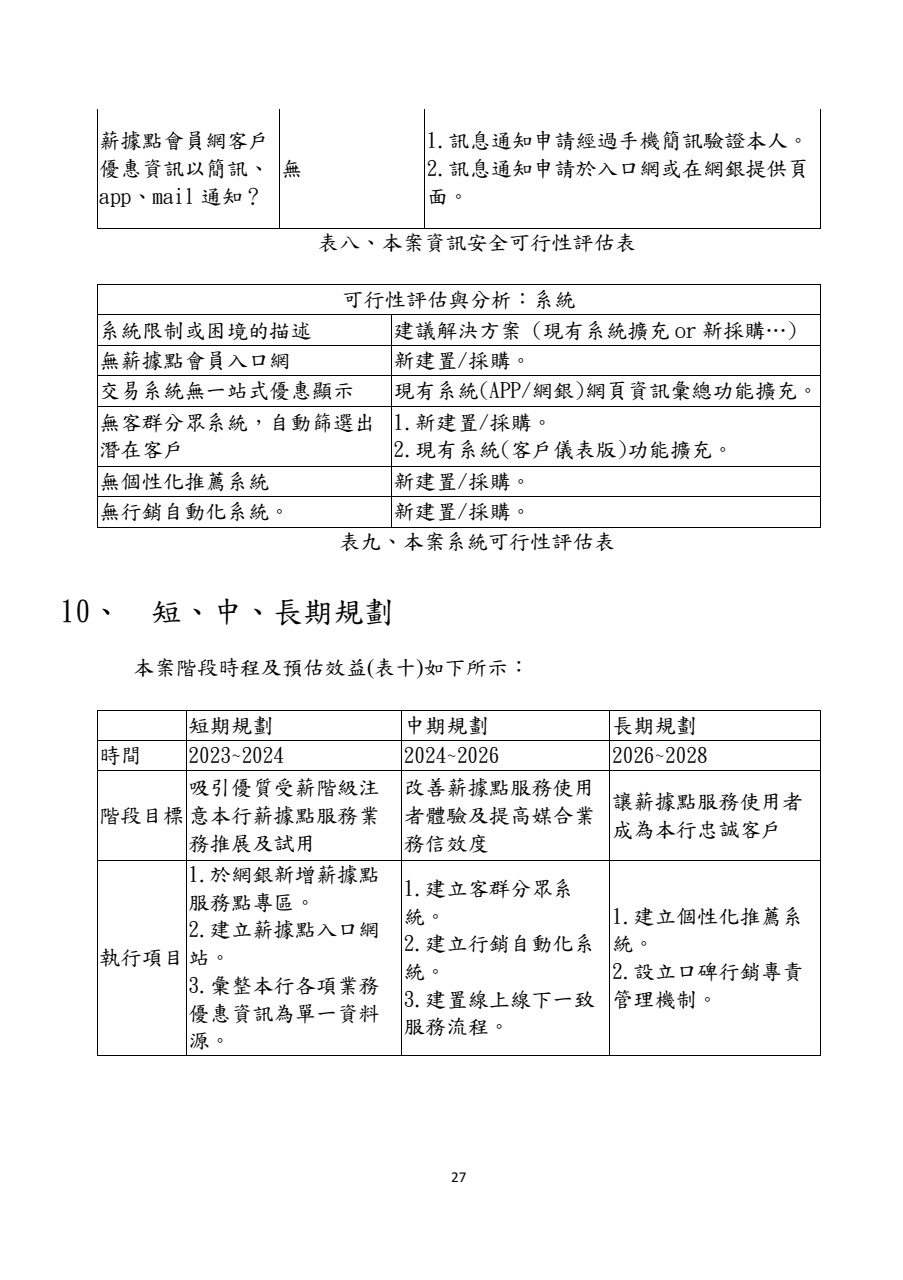 薪據點會員網客戶
優惠資訊以簡訊、
app、mail 通知？
無
1.訊息通知申請經過手機簡訊驗證本人。
2.訊息通知申請於入口網或在網銀提供頁
面。
表八、本案資訊安全可行性評估表
可行性評估與分析：系統
系統限制或困境的描述
建議解決方案（現有系統擴充 or 新採購…）
無薪據點會員入口網
新建置/採購。
交易系統無一站式優惠顯示
現有系統(APP/網銀)網頁資訊彙總功能擴充。
無客群分眾系統，自動篩選出
潛在客戶
1.新建置/採購。
2.現有系統(客戶儀表版)功能擴充。
無個性化推薦系統
新建置/採購。
無行銷自動化系統。
新建置/採購。
表九、本案系統可行性評估表
10、 短、中、長期規劃
本案階段時程及預估效益(表十)如下所示：
短期規劃
中期規劃
長期規劃
時間
2023~2024
2024~2026
2026~2028
階段目標
吸引優質受薪階級注
意本行薪據點服務業
務推展及試用
改善薪據點服務使用
者體驗及提高媒合業
務信效度
讓薪據點服務使用者
成為本行忠誠客戶
執行項目
1.於網銀新增薪據點
服務點專區。
2.建立薪據點入口網
站。
3.彙整本行各項業務
優惠資訊為單一資料
源。
1.建立客群分眾系
統。
2.建立行銷自動化系
統。
3.建置線上線下一致
服務流程。
1.建立個性化推薦系
統。
2.設立口碑行銷專責
管理機制。
27